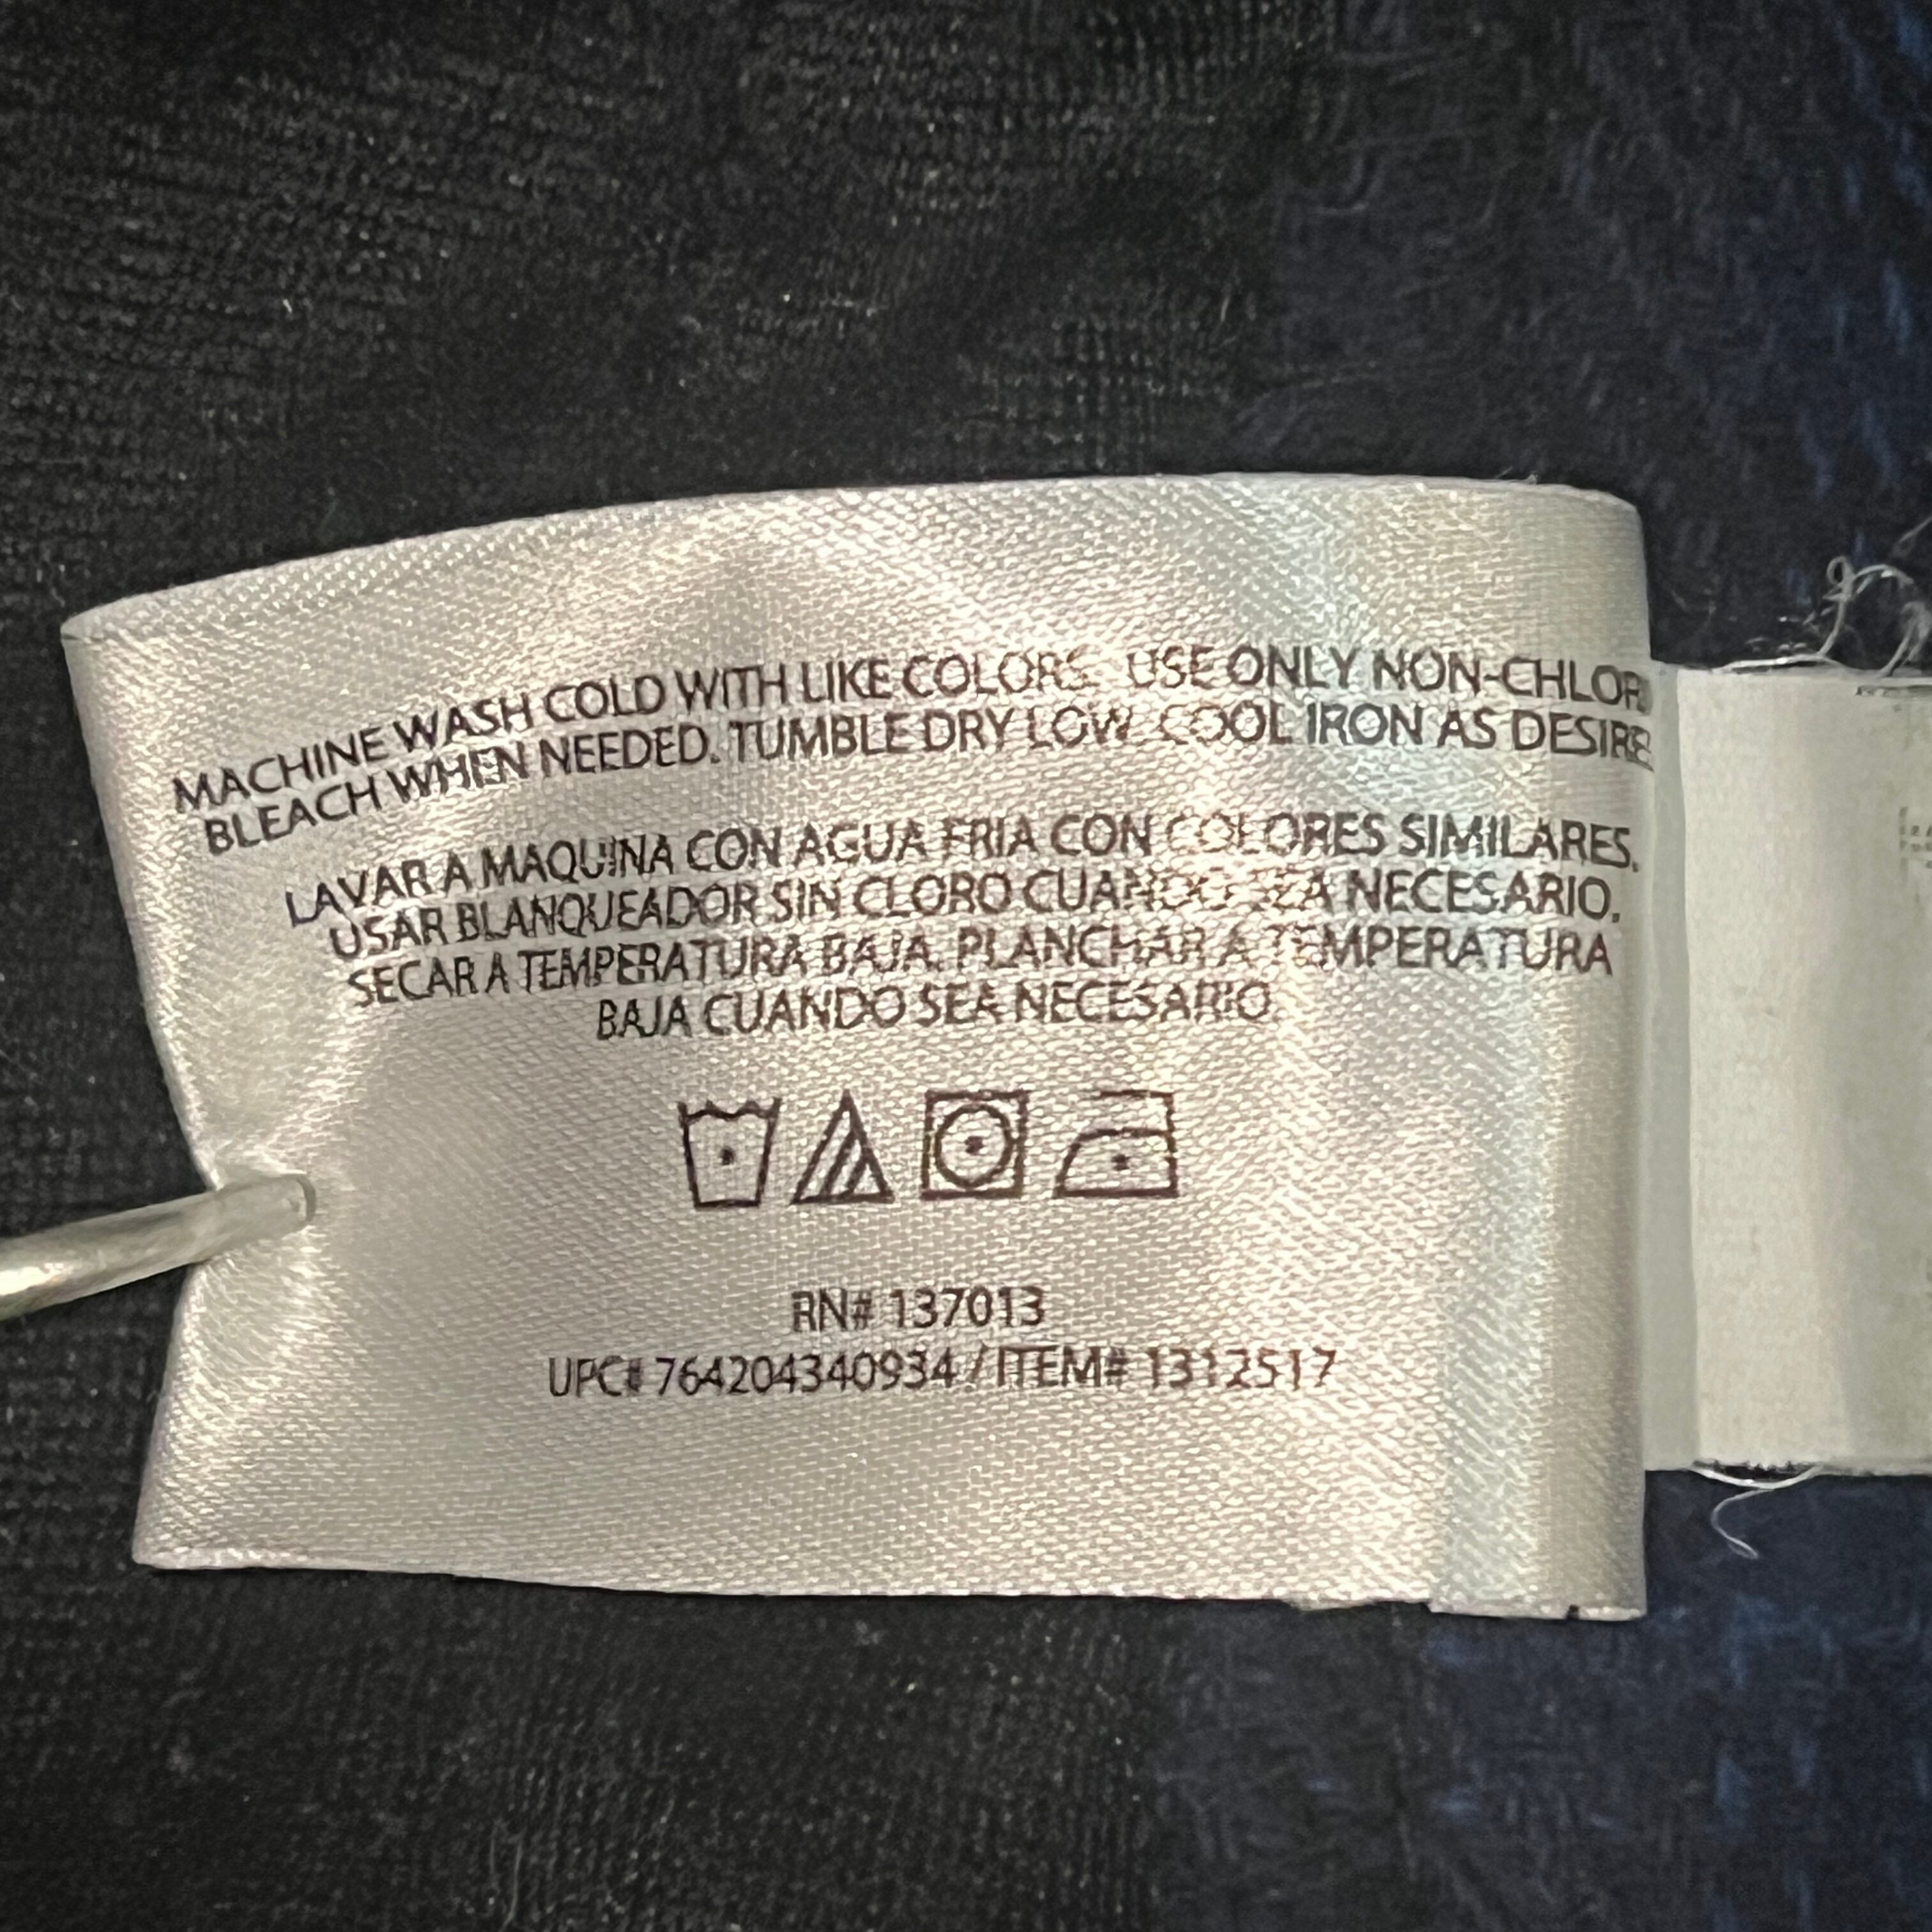 MACHINE WASH COLD WITH LIKE COLORS. USE ONLY NON-CHLOR
BLEACH WHEN NEEDED. TUMBLE DRY LOW. COOL IRON AS DESIRE
LAVAR A MAQUINA CON AGUA FRIA CON COLORES SIMILARES.
USAR BLANQUEADOR SIN CLORO CUANDO SEA NECESARIO.
SECAR A TEMPERATURA BAJA. PLANCHAR A TEMPERATURA
BAJA CUANDO SEA NECESARIO.
RN# 137013
UPC# 764204340934 / ITEM# 1312517